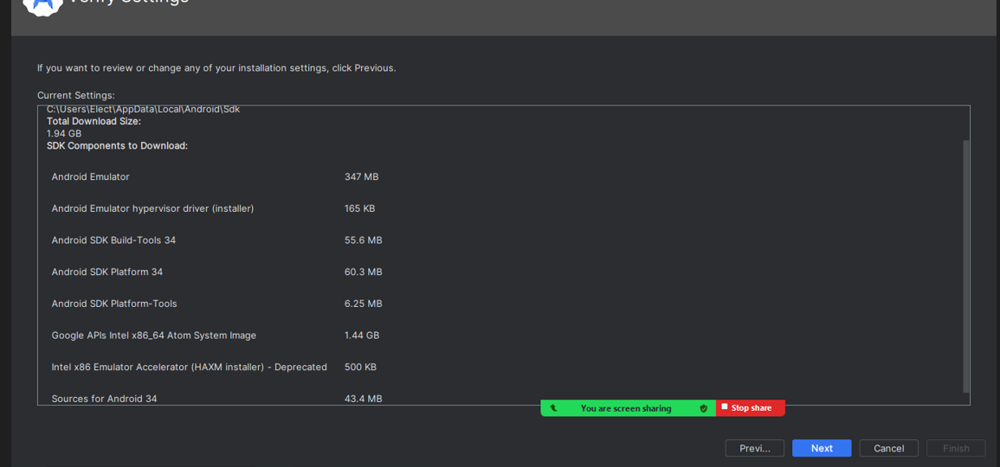 Verify Settings
If you want to review or change any of your installation settings, click Previous.
Current Settings:
C:\Users\Elect\AppData\Local\Android\Sdk
Total Download Size:
1.94 GB
SDK Components to Download:
Android Emulator 347 MB
Android Emulator hypervisor driver (installer) 165 KB
Android SDK Build-Tools 34 55.6 MB
Android SDK Platform 34 60.3 MB
Android SDK Platform-Tools 6.25 MB
Google APIs Intel x86_64 Atom System Image 1.44 GB
Intel x86 Emulator Accelerator (HAXM installer) - Deprecated 500 KB
Sources for Android 34 43.4 MB
You are screen sharing Stop share
Previ... Next Cancel Finish